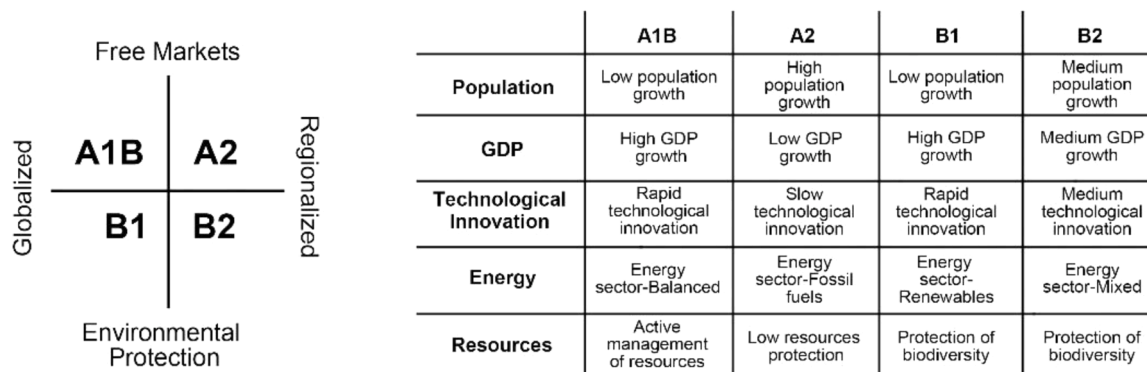 Free Markets
Globalized
A1B A2
B1 B2
Regionalized
Environmental
Protection
A1B A2 B1 B2
Population
Low population
growth
High
population
growth
Low population
growth
Medium
population
growth
GDP
High GDP
growth
Low GDP
growth
High GDP
growth
Medium GDP
growth
Technological
Innovation
Rapid
technological
innovation
Slow
technological
innovation
Rapid
technological
innovation
Medium
technological
innovation
Energy
Energy
sector-Balanced
Energy
sector-Fossil
fuels
Energy
sector-
Renewables
Energy
sector-Mixed
Resources
Active
management
of resources
Low resources
protection
Protection of
biodiversity
Protection of
biodiversity